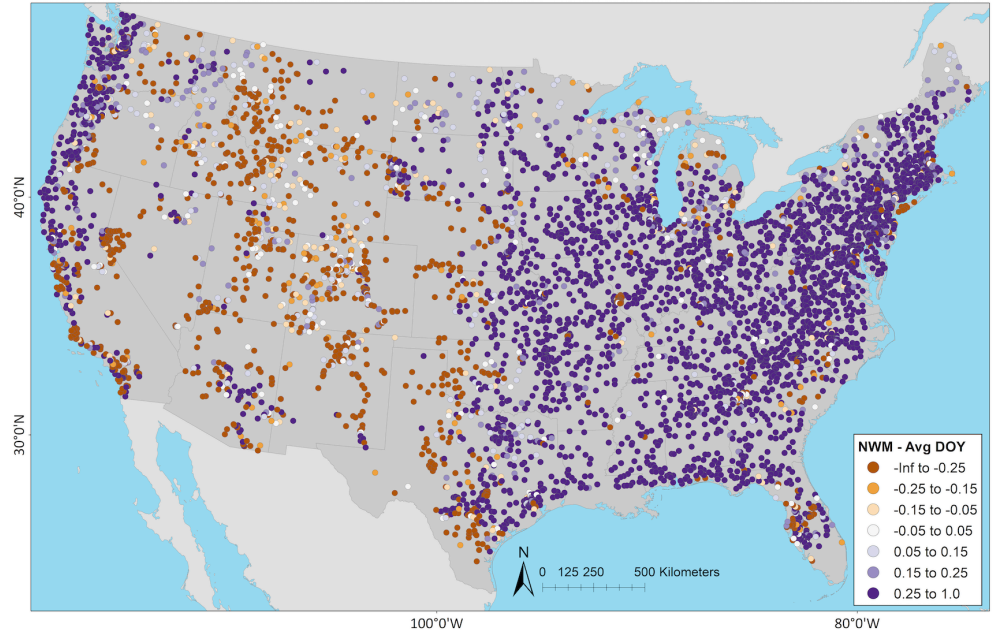 40°0'N
30°0'N
NWM - Avg DOY
-Inf to -0.25
-0.25 to -0.15
-0.15 to -0.05
-0.05 to 0.05
0.05 to 0.15
0.15 to 0.25
0.25 to 1.0
N
0 125 250 500 Kilometers
100°0'W 80°0'W